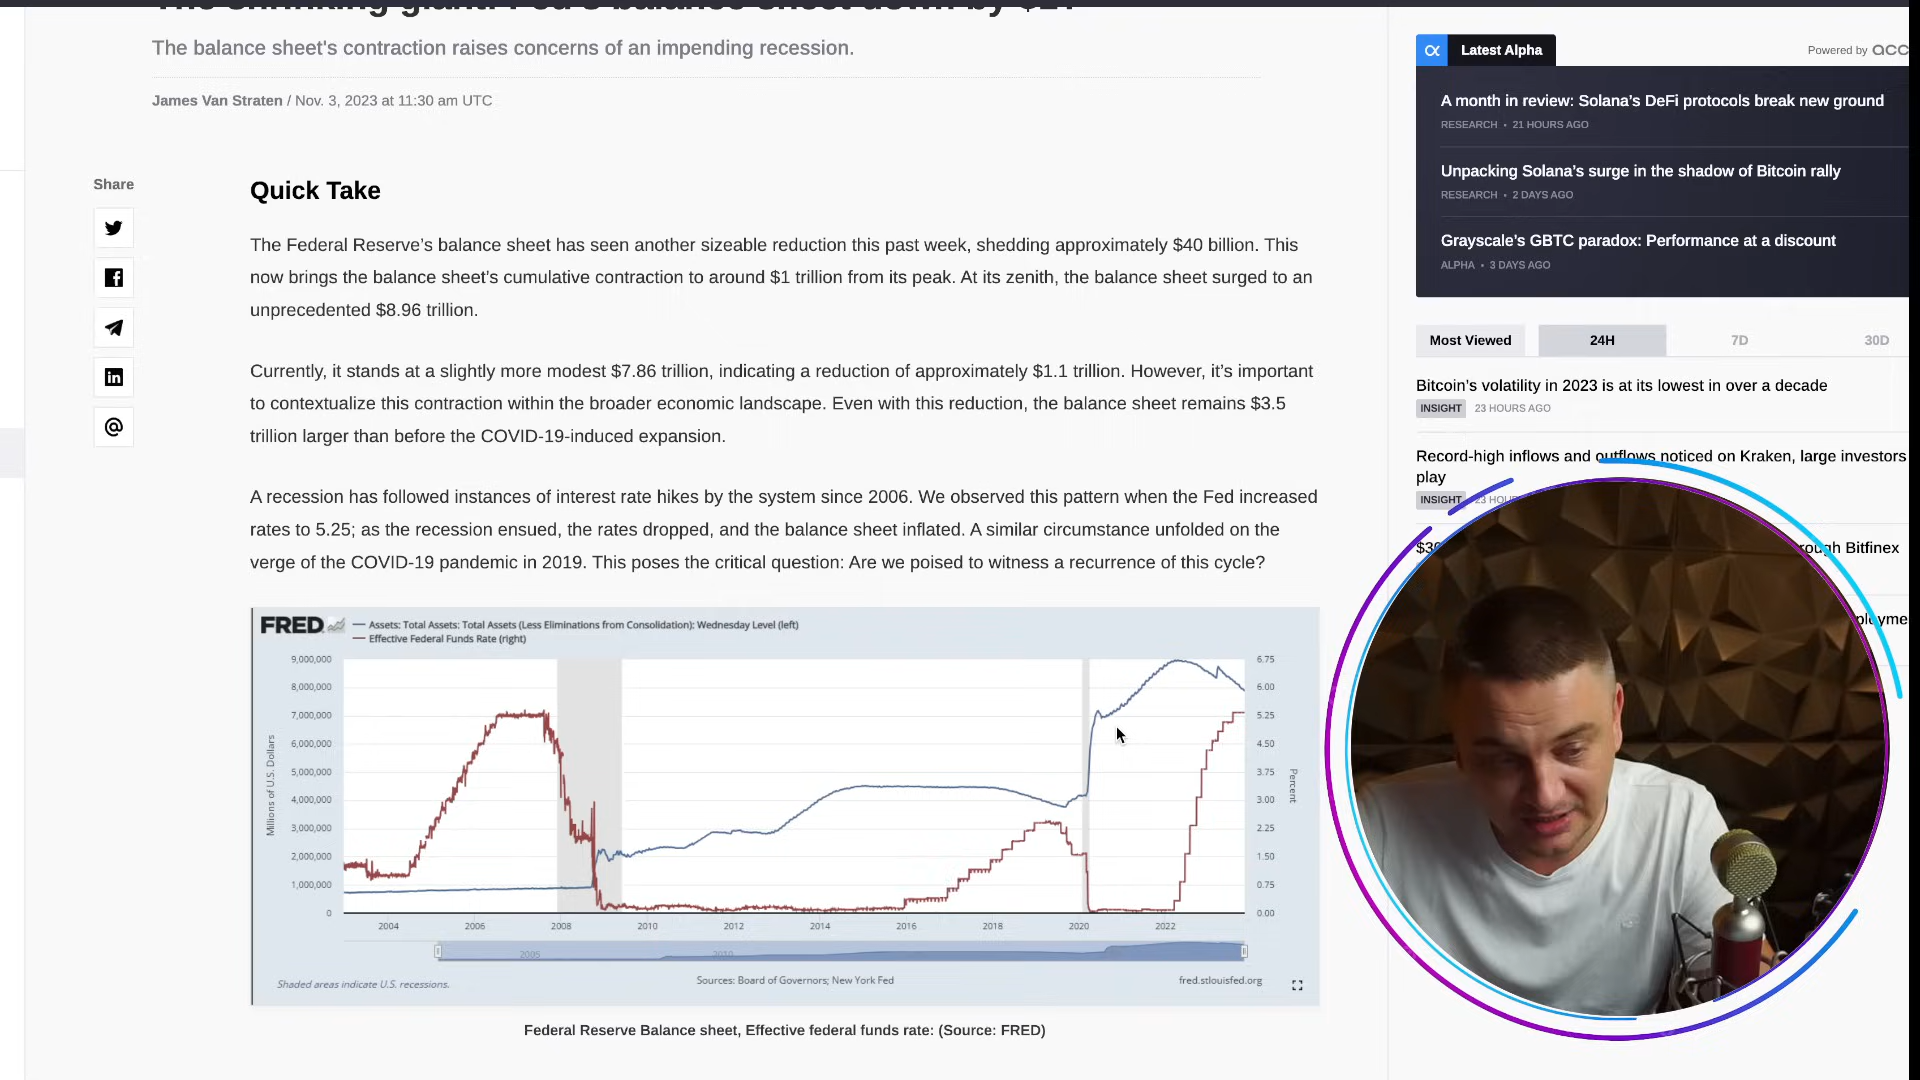 The balance sheet's contraction raises concerns of an impending recession.
James Van Straten / Nov. 3, 2023 at 11:30 am UTC
Share
Quick Take
The Federal Reserve’s balance sheet has seen another sizeable reduction this past week, shedding approximately $40 billion. This
now brings the balance sheet’s cumulative contraction to around $1 trillion from its peak. At its zenith, the balance sheet surged to an
unprecedented $8.96 trillion.
Currently, it stands at a slightly more modest $7.86 trillion, indicating a reduction of approximately $1.1 trillion. However, it’s important
to contextualize this contraction within the broader economic landscape. Even with this reduction, the balance sheet remains $3.5
trillion larger than before the COVID-19-induced expansion.
A recession has followed instances of interest rate hikes by the system since 2006. We observed this pattern when the Fed increased
rates to 5.25; as the recession ensued, the rates dropped, and the balance sheet inflated. A similar circumstance unfolded on the
verge of the COVID-19 pandemic in 2019. This poses the critical question: Are we poised to witness a recurrence of this cycle?
FRED
Assets: Total Assets: Total Assets (Less Eliminations from Consolidation): Wednesday Level (left)
Effective Federal Funds Rate (right)
Millions of U.S. Dollars
9,000,000
8,000,000
7,000,000
6,000,000
5,000,000
4,000,000
3,000,000
2,000,000
1,000,000
0
6.75
6.00
5.25
4.50
3.75
3.00
2.25
1.50
0.75
0.00
Percent
2004 2006 2008 2010 2012 2014 2016 2018 2020 2022
2005 2010
Shaded areas indicate U.S. recessions.
Sources: Board of Governors; New York Fed
fred.stlouisfed.org
Federal Reserve Balance sheet, Effective federal funds rate: (Source: FRED)
α Latest Alpha
Powered by
A month in review: Solana’s DeFi protocols break new ground
RESEARCH • 21 HOURS AGO
Unpacking Solana’s surge in the shadow of Bitcoin rally
RESEARCH • 2 DAYS AGO
Grayscale’s GBTC paradox: Performance at a discount
ALPHA • 3 DAYS AGO
Most Viewed 24H 7D 30D
Bitcoin’s volatility in 2023 is at its lowest in over a decade
INSIGHT 23 HOURS AGO
Record-high inflows and outflows noticed on Kraken, large investors
play
INSIGHT 23
Bitfinex